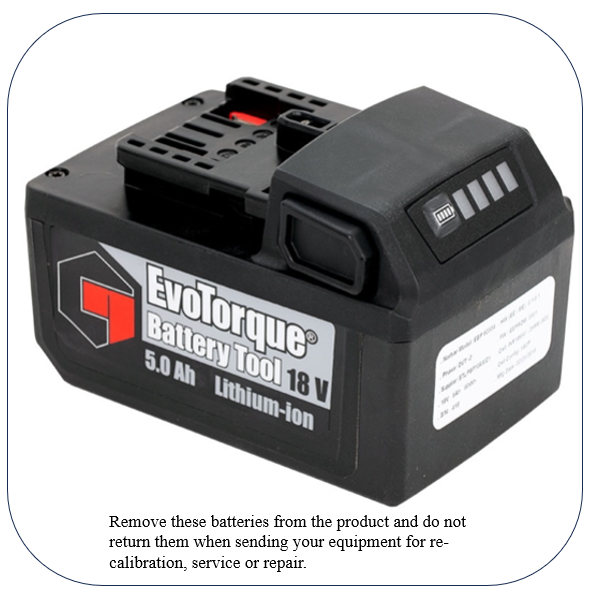 EvoTorque®
Battery Tool
5.0 Ah Lithium-ion 18 V
Remove these batteries from the product and do not
return them when sending your equipment for re-
calibration, service or repair.